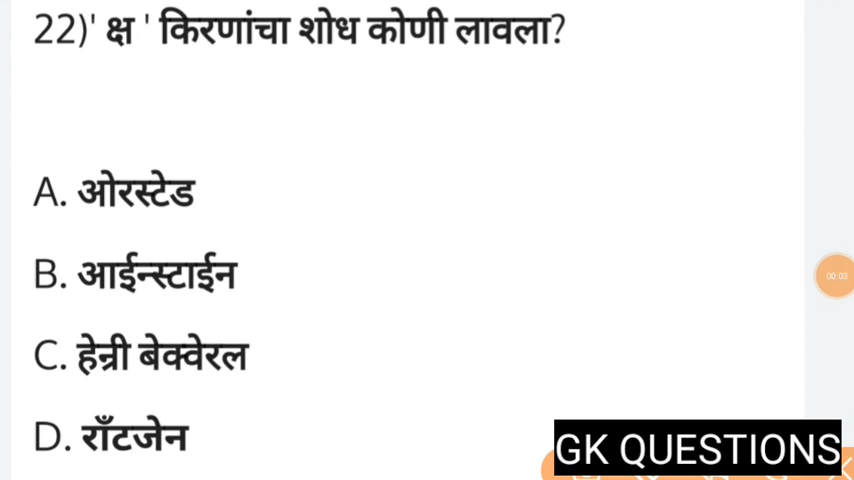 22)' क्ष ' किरणांचा शोध कोणी लावला?
A. ओरस्टेड
B. आईन्स्टाईन
C. हेन्री बेक्वेरल
00:03
D. राँटजेन
GK QUESTIONS